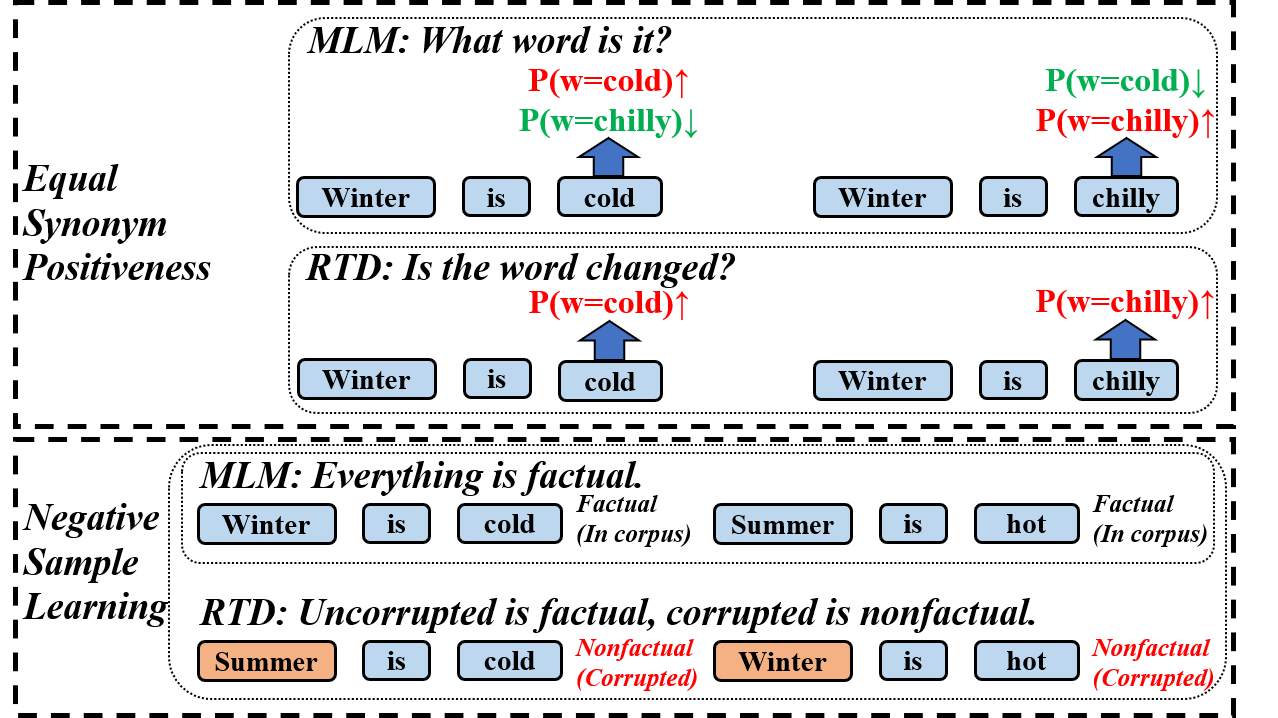 Equal
Synonym
Positiveness
MLM: What word is it?
P(w=cold)↑
P(w=chilly)↓
Winter is cold
P(w=cold)↓
P(w=chilly)↑
Winter is chilly
RTD: Is the word changed?
P(w=cold)↑
Winter is cold
P(w=chilly)↑
Winter is chilly
Negative
Sample
Learning
MLM: Everything is factual.
Winter is cold
Factual
(In corpus)
Summer is hot
Factual
(In corpus)
RTD: Uncorrupted is factual, corrupted is nonfactual.
Summer is cold
Nonfactual
(Corrupted)
Winter is hot
Nonfactual
(Corrupted)